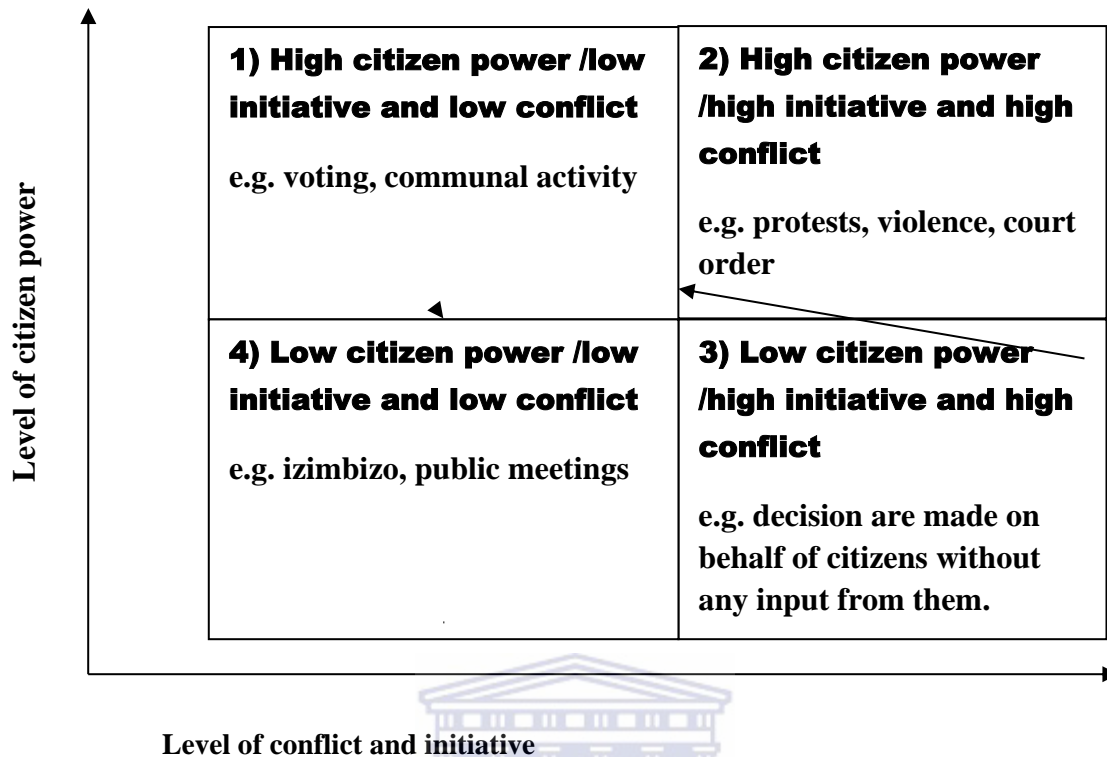 Level of citizen power
1) High citizen power /low
initiative and low conflict
e.g. voting, communal activity
2) High citizen power
/high initiative and high
conflict
e.g. protests, violence, court
order
4) Low citizen power /low
initiative and low conflict
e.g. izimbizo, public meetings
3) Low citizen power
/high initiative and high
conflict
e.g. decision are made on
behalf of citizens without
any input from them.
Level of conflict and initiative